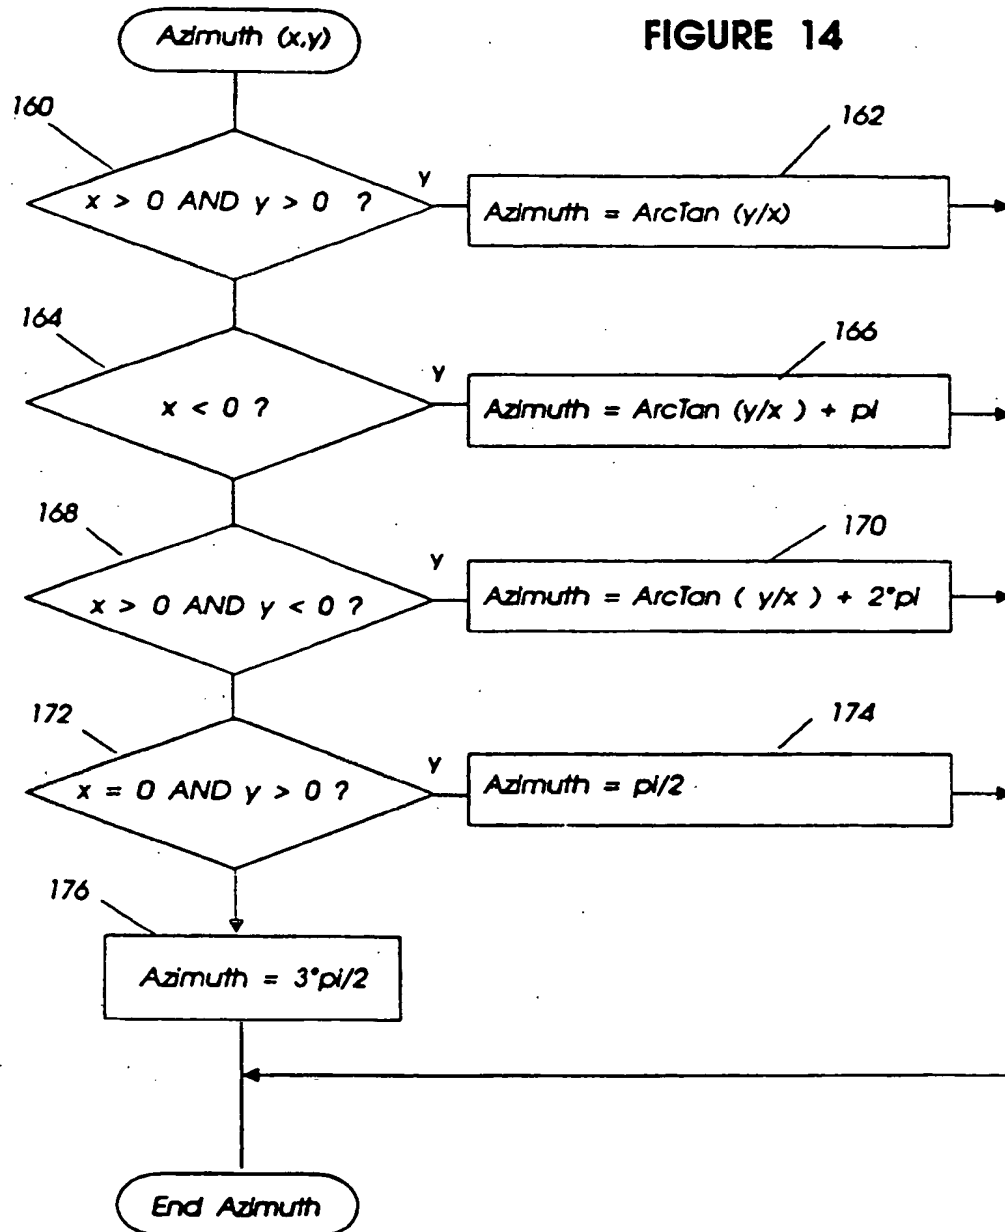 FIGURE 14
Azimuth (x,y)
160
x > 0 AND y > 0 ?
y
162
Azimuth = ArcTan (y/x)
164
x < 0 ?
y
166
Azimuth = ArcTan (y/x ) + pi
168
x > 0 AND y < 0 ?
y
170
Azimuth = ArcTan ( y/x ) + 2*pi
172
x = 0 AND y > 0 ?
y
174
Azimuth = pi/2
176
Azimuth = 3*pi/2
End Azimuth